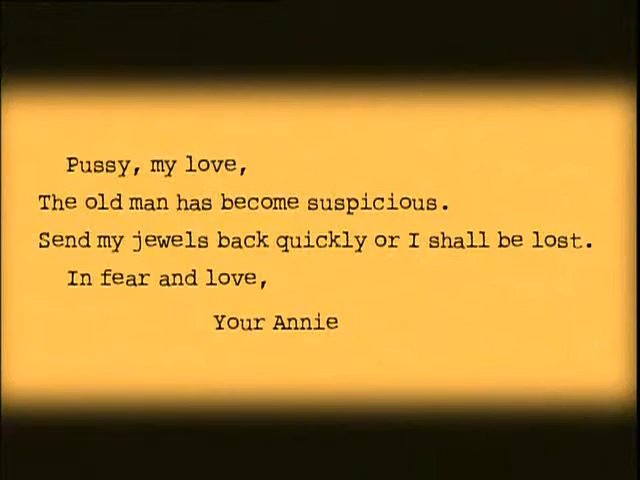 Pussy, my love,
The old man has become suspicious.
Send my jewels back quickly or I shall be lost.
In fear and love,
Your Annie